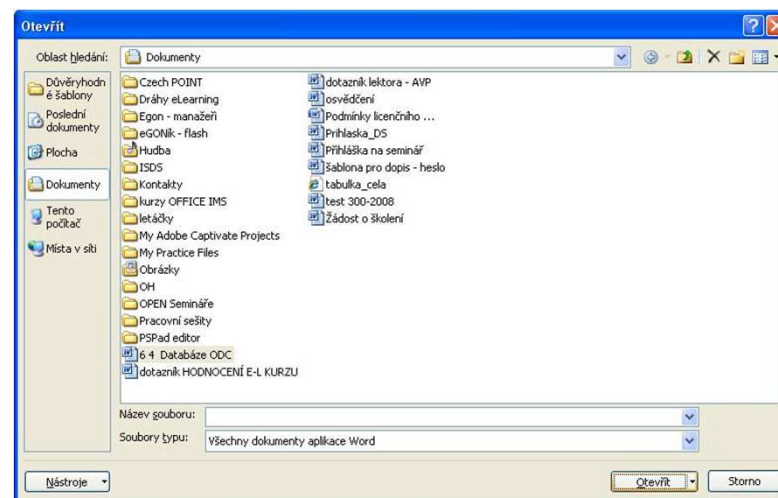 Otevřít
Oblast hledání:
Dokumenty
Důvěryhodn
é šablony
Poslední
dokumenty
Plocha
Dokumenty
Tento
počítač
Místa v síti
Czech POINT
Dráhy eLearning
Egon - manažeři
eGONik - flash
Hudba
ISDS
Kontakty
kurzy OFFICE IMS
letáčky
My Adobe Captivate Projects
My Practice Files
Obrázky
OH
OPEN Semináře
Pracovní sešity
PSPad editor
6 4 Databáze ODC
dotazník HODNOCENÍ E-L KURZU
dotazník lektora - AVP
osvědčení
Podmínky licenčního ...
Prihlaska_DS
Přihláška na seminář
šablona pro dopis - heslo
tabulka_cela
test 300-2008
Žádost o školení
Název souboru:
Soubory typu:
Všechny dokumenty aplikace Word
Nástroje
Otevřít
Storno